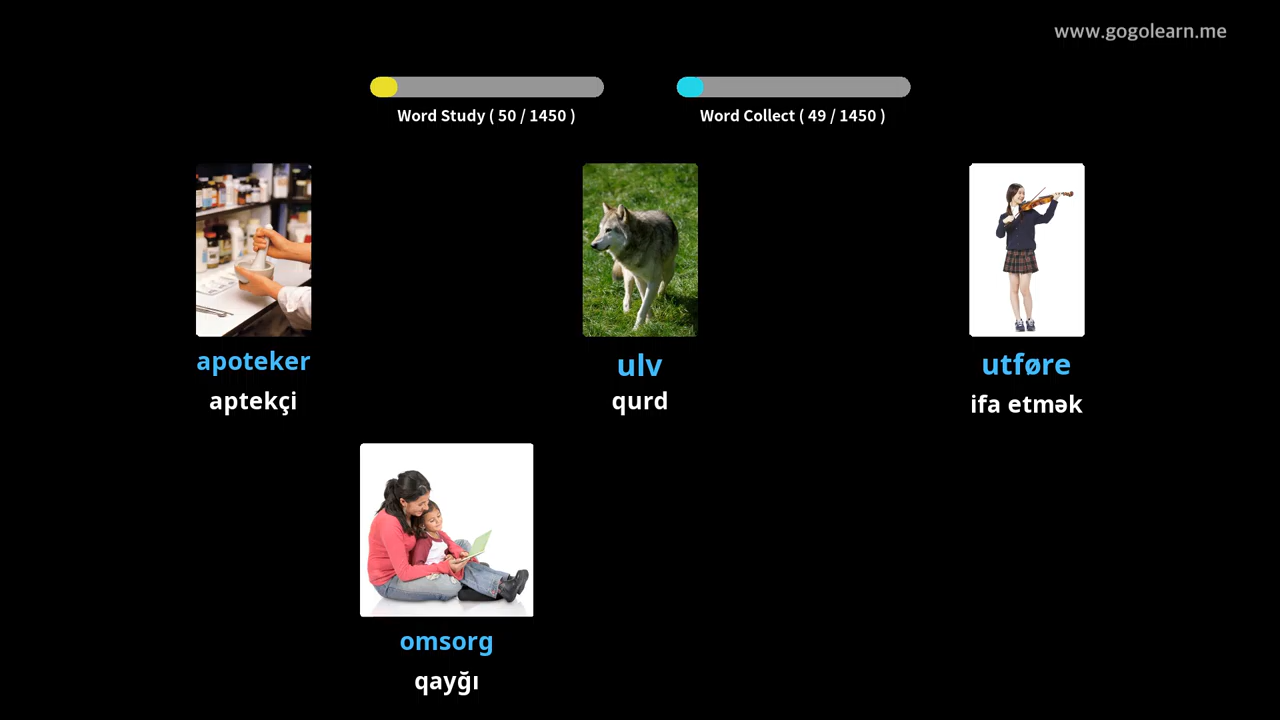 www.gogolearn.me
Word Study ( 50 / 1450 )
Word Collect ( 49 / 1450 )
apoteker
aptekçi
ulv
qurd
utføre
ifa etmək
omsorg
qayğı